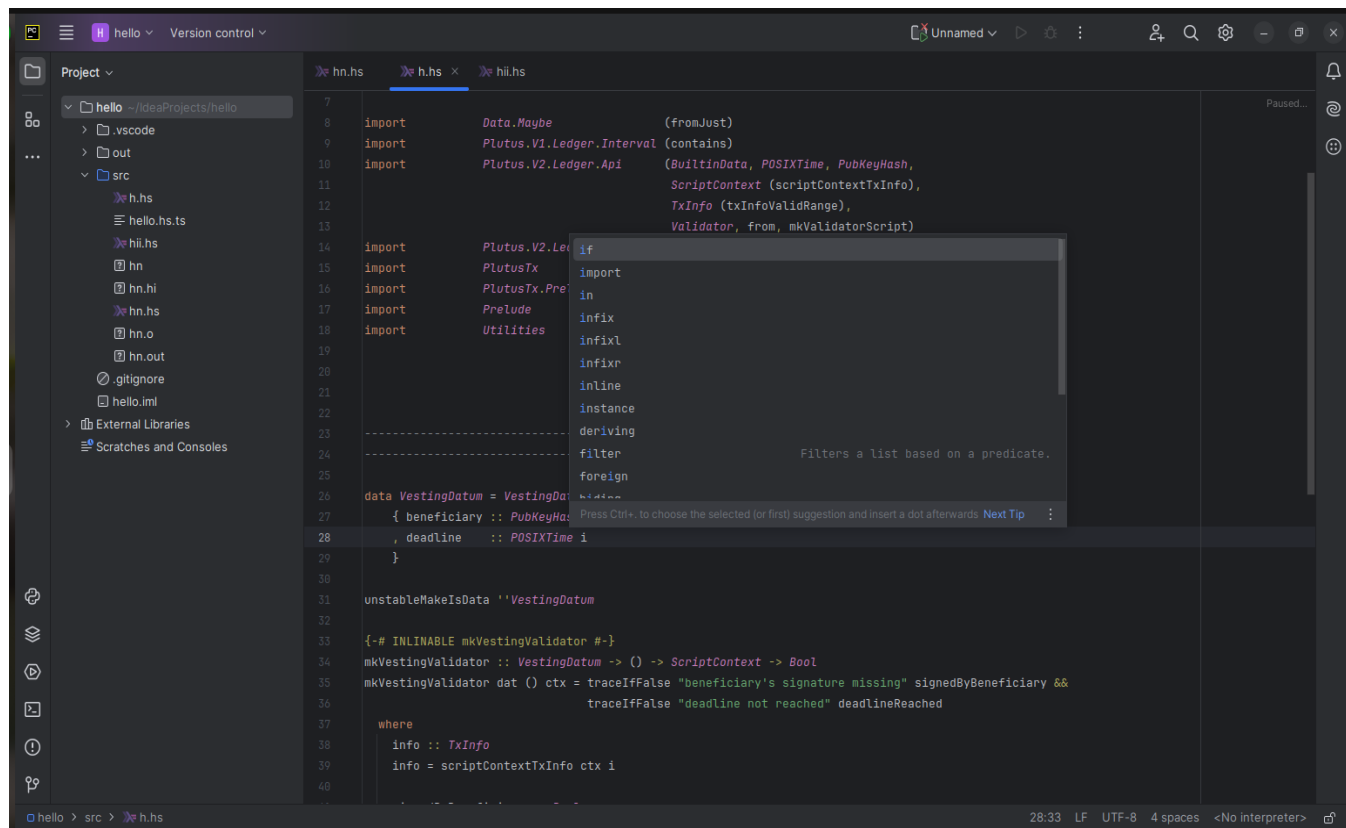 PC H hello Version control Unnamed
Project
hn.hs h.hs hii.hs
hello ~/IdeaProjects/hello
.vscode
out
src
h.hs
hello.hs.ts
hii.hs
hn
hn.hi
hn.hs
hn.o
hn.out
.gitignore
hello.iml
External Libraries
Scratches and Consoles
Paused...
7
8 import Data.Maybe (fromJust)
9 import Plutus.V1.Ledger.Interval (contains)
10 import Plutus.V2.Ledger.Api (BuiltinData, POSIXTime, PubKeyHash,
11 ScriptContext (scriptContextTxInfo),
12 TxInfo (txInfoValidRange),
13 Validator, from, mkValidatorScript)
14 import Plutus.V2.Led
15 import PlutusTx
16 import PlutusTx.Prel
17 import Prelude
18 import Utilities
19
20
21
22
23 ------------------------------
24 ------------------------------
25
26 data VestingDatum = VestingDat
27 { beneficiary :: PubKeyHas
28 , deadline :: POSIXTime i
29 }
30
31 unstableMakeIsData ''VestingDatum
32
33 {-# INLINABLE mkVestingValidator #-}
34 mkVestingValidator :: VestingDatum -> () -> ScriptContext -> Bool
35 mkVestingValidator dat () ctx = traceIfFalse "beneficiary's signature missing" signedByBeneficiary &&
36 traceIfFalse "deadline not reached" deadlineReached
37 where
38 info :: TxInfo
39 info = scriptContextTxInfo ctx i
40
if
import
in
infix
infixl
infixr
inline
instance
deriving
filter Filters a list based on a predicate.
foreign
hiding
Press Ctrl+. to choose the selected (or first) suggestion and insert a dot afterwards Next Tip
hello > src > h.hs 28:33 LF UTF-8 4 spaces <No interpreter>